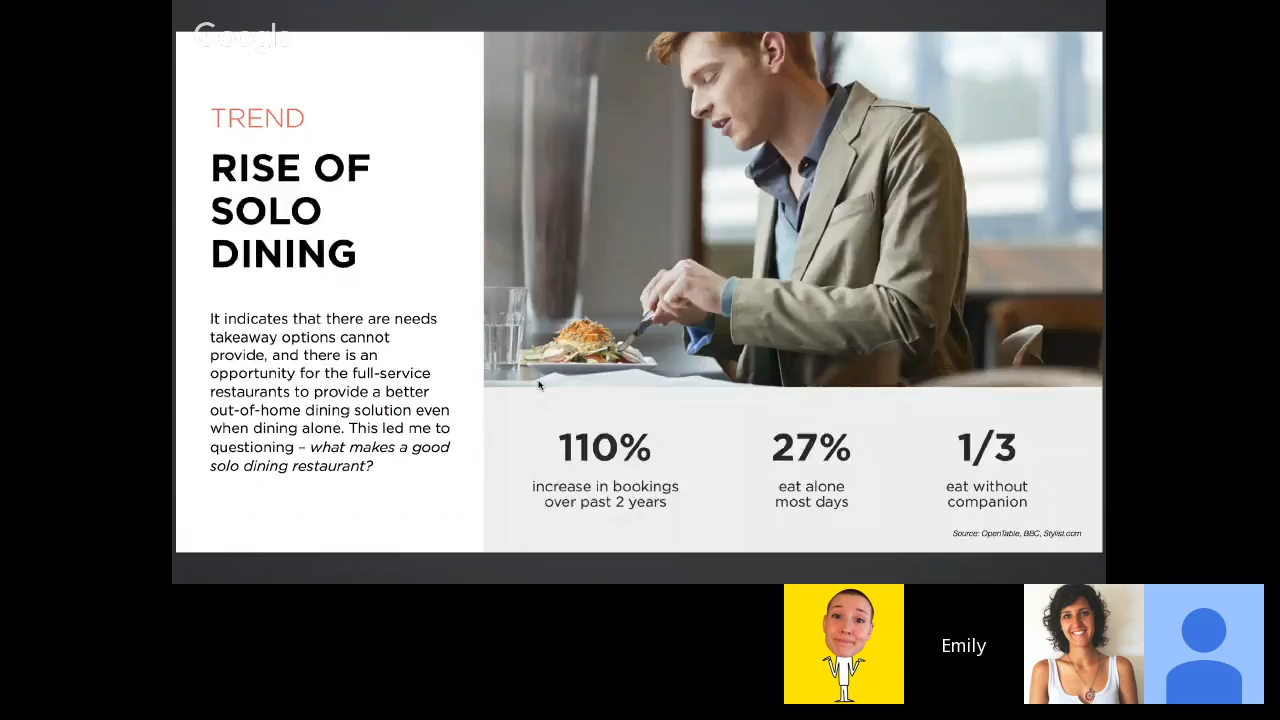 Google
TREND
RISE OF
SOLO
DINING
It indicates that there are needs
takeaway options cannot
provide, and there is an
opportunity for the full-service
restaurants to provide a better
out-of-home dining solution even
when dining alone. This led me to
questioning – what makes a good
solo dining restaurant?
110%
increase in bookings
over past 2 years
27%
eat alone
most days
1/3
eat without
companion
Source: OpenTable, BBC, Stylist.com
Emily